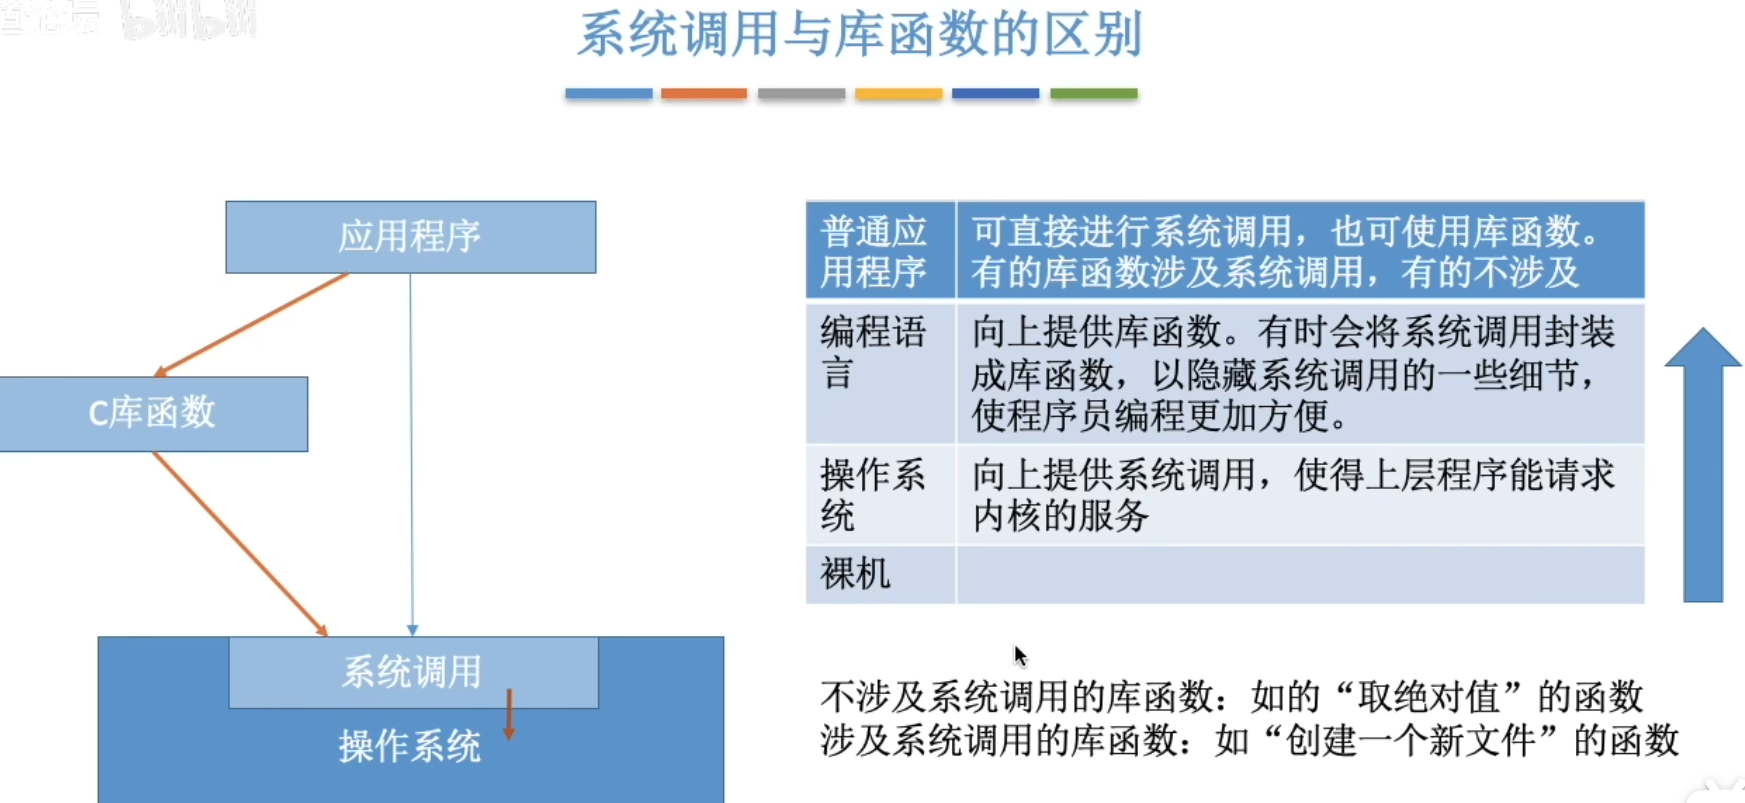 bilibili
系统调用与库函数的区别
应用程序
C库函数
系统调用
操作系统
普通应
用程序
可直接进行系统调用，也可使用库函数。
有的库函数涉及系统调用，有的不涉及
编程语
言
向上提供库函数。有时会将系统调用封装
成库函数，以隐藏系统调用的一些细节，
使程序员编程更加方便。
操作系
统
向上提供系统调用，使得上层程序能请求
内核的服务
裸机
不涉及系统调用的库函数：如的“取绝对值”的函数
涉及系统调用的库函数：如“创建一个新文件”的函数